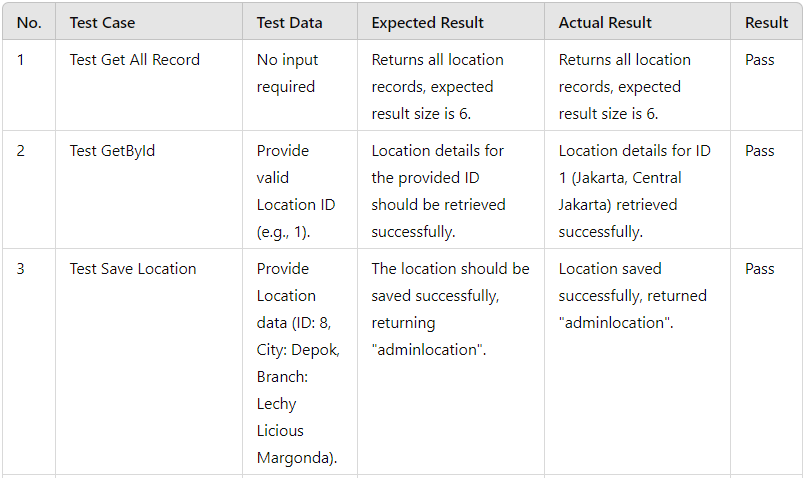 No. Test Case Test Data Expected Result Actual Result Result
1 Test Get All Record No input Returns all location Returns all location Pass
required records, expected records, expected
result size is 6. result size is 6.
2 Test GetById Provide Location details for Location details for ID Pass
valid the provided ID 1 (Jakarta, Central
Location ID should be retrieved Jakarta) retrieved
(e.g., 1). successfully. successfully.
3 Test Save Location Provide The location should be Location saved Pass
Location saved successfully, successfully, returned
data (ID: 8, returning "adminlocation".
City: Depok, "adminlocation".
Branch:
Lechy
Licious
Margonda).